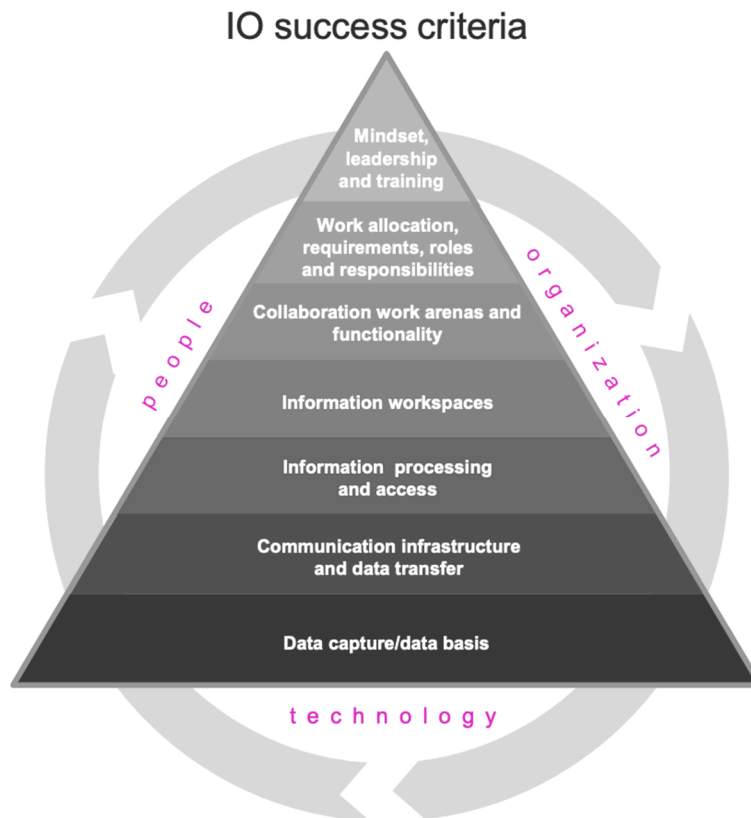 IO success criteria
Mindset,
leadership
and training
Work allocation,
requirements, roles
and responsibilities
Collaboration work arenas and
functionality
Information workspaces
Information processing
and access
Communication infrastructure
and data transfer
Data capture/data basis
people
organization
technology